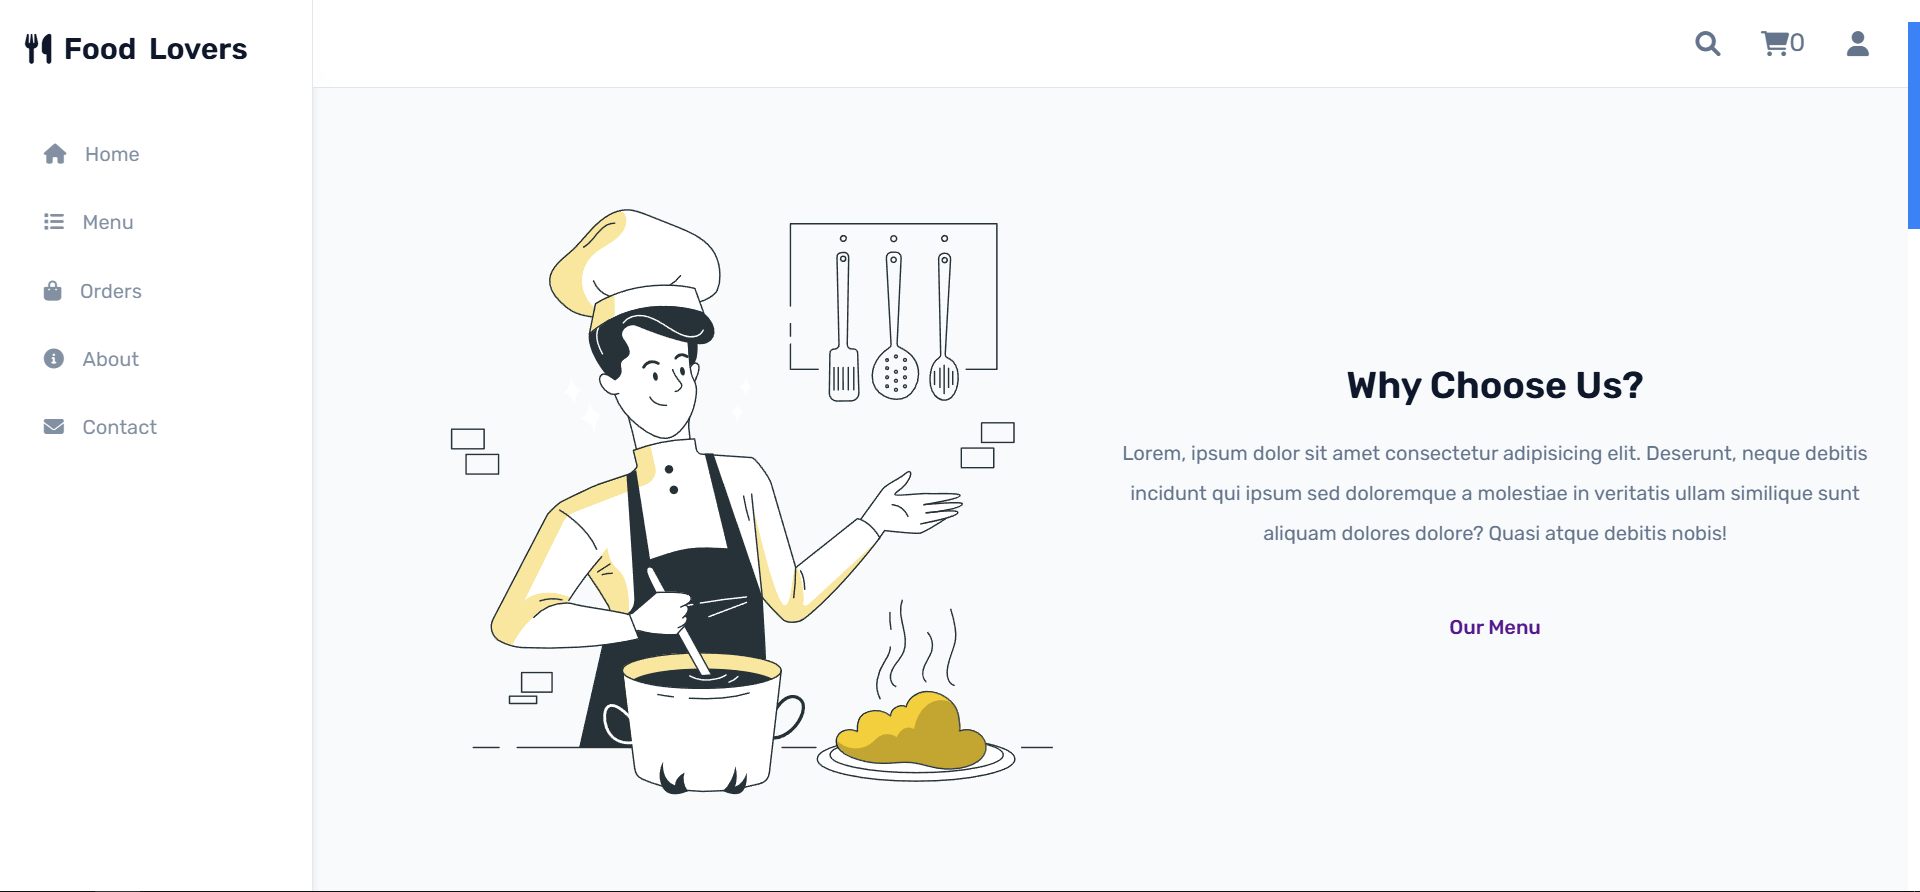 Food Lovers
0
Home
Menu
Orders
About
Contact
Why Choose Us?
Lorem, ipsum dolor sit amet consectetur adipisicing elit. Deserunt, neque debitis
incidunt qui ipsum sed doloremque a molestiae in veritatis ullam similique sunt
aliquam dolores dolore? Quasi atque debitis nobis!
Our Menu